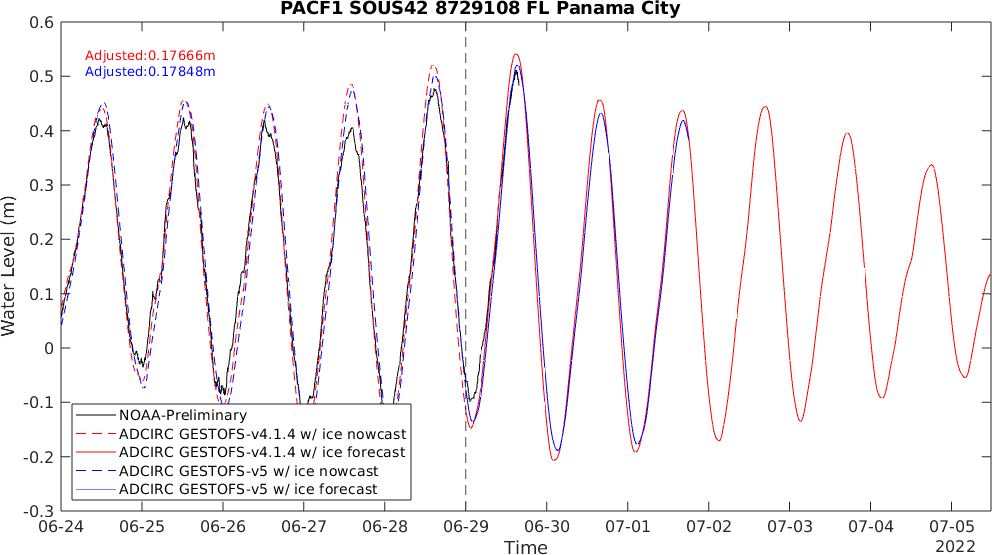 PACF1 SOUS42 8729108 FL Panama City
0.6
Adjusted:0.17666m
Adjusted:0.17848m
0.5
0.4
0.3
0.2
0.1
0
-0.1
-0.2
-0.3
Water Level (m)
NOAA-Preliminary
ADCIRC GESTOFS-v4.1.4 w/ ice nowcast
ADCIRC GESTOFS-v4.1.4 w/ ice forecast
ADCIRC GESTOFS-v5 w/ ice nowcast
ADCIRC GESTOFS-v5 w/ ice forecast
06-24 06-25 06-26 06-27 06-28 06-29 06-30 07-01 07-02 07-03 07-04 07-05
Time
2022